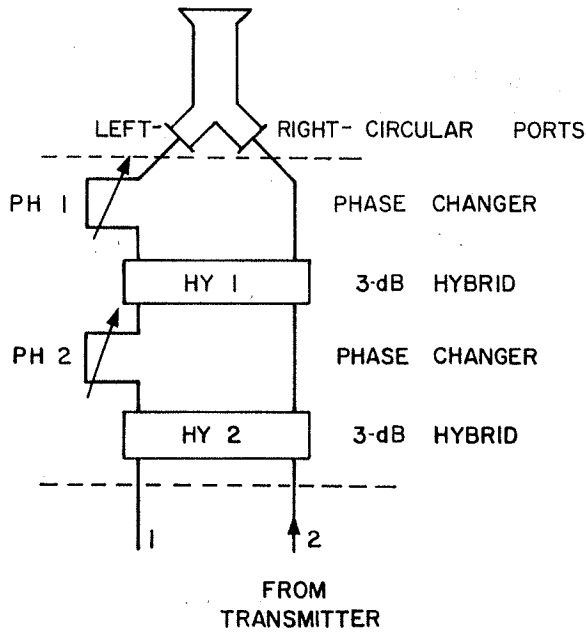 LEFT- RIGHT- CIRCULAR PORTS
PH 1 PHASE CHANGER
HY 1 3-dB HYBRID
PH 2 PHASE CHANGER
HY 2 3-dB HYBRID
1 2
FROM
TRANSMITTER